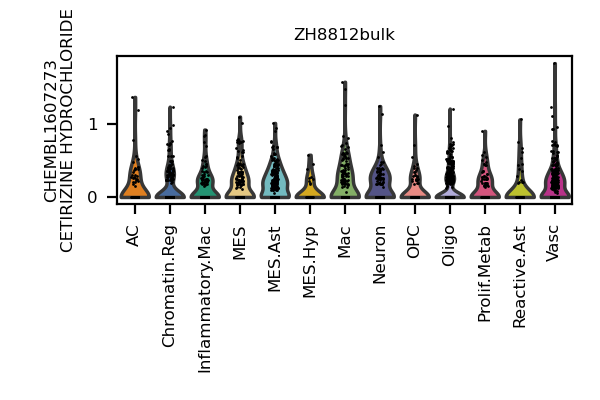 ZH8812bulk
CHEMBL1607273
CETIRIZINE HYDROCHLORIDE
1
0
AC
Chromatin.Reg
Inflammatory.Mac
MES
MES.Ast
MES.Hyp
Mac
Neuron
OPC
Oligo
Prolif.Metab
Reactive.Ast
Vasc